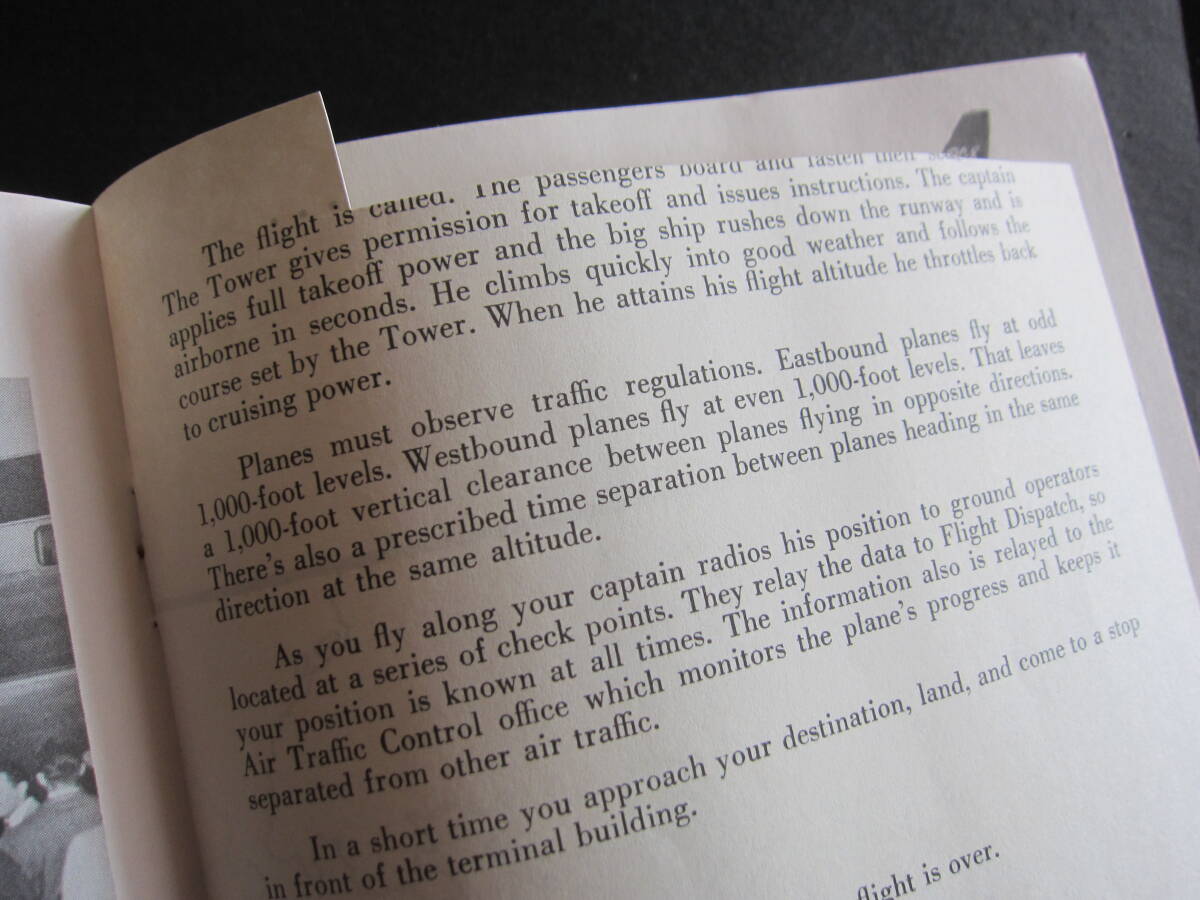 The flight is called. The passengers board and fasten their
The Tower gives permission for takeoff and issues instructions. The captain
applies full takeoff power and the big ship rushes down the runway and is
airborne in seconds. He climbs quickly into good weather and follows the
course set by the Tower. When he attains his flight altitude he throttles back
to cruising power.
Planes must observe traffic regulations. Eastbound planes fly at odd
1,000-foot levels. Westbound planes fly at even 1,000-foot levels. That leaves
a 1,000-foot vertical clearance between planes flying in opposite directions.
There's also a prescribed time separation between planes heading in the same
direction at the same altitude.
As you fly along your captain radios his position to ground operators
located at a series of check points. They relay the data to Flight Dispatch, so
your position is known at all times. The information also is relayed to the
Air Traffic Control office which monitors the plane's progress and keeps it
separated from other air traffic.
In a short time you approach your destination, land, and come to a stop
in front of the terminal building.
flight is over.